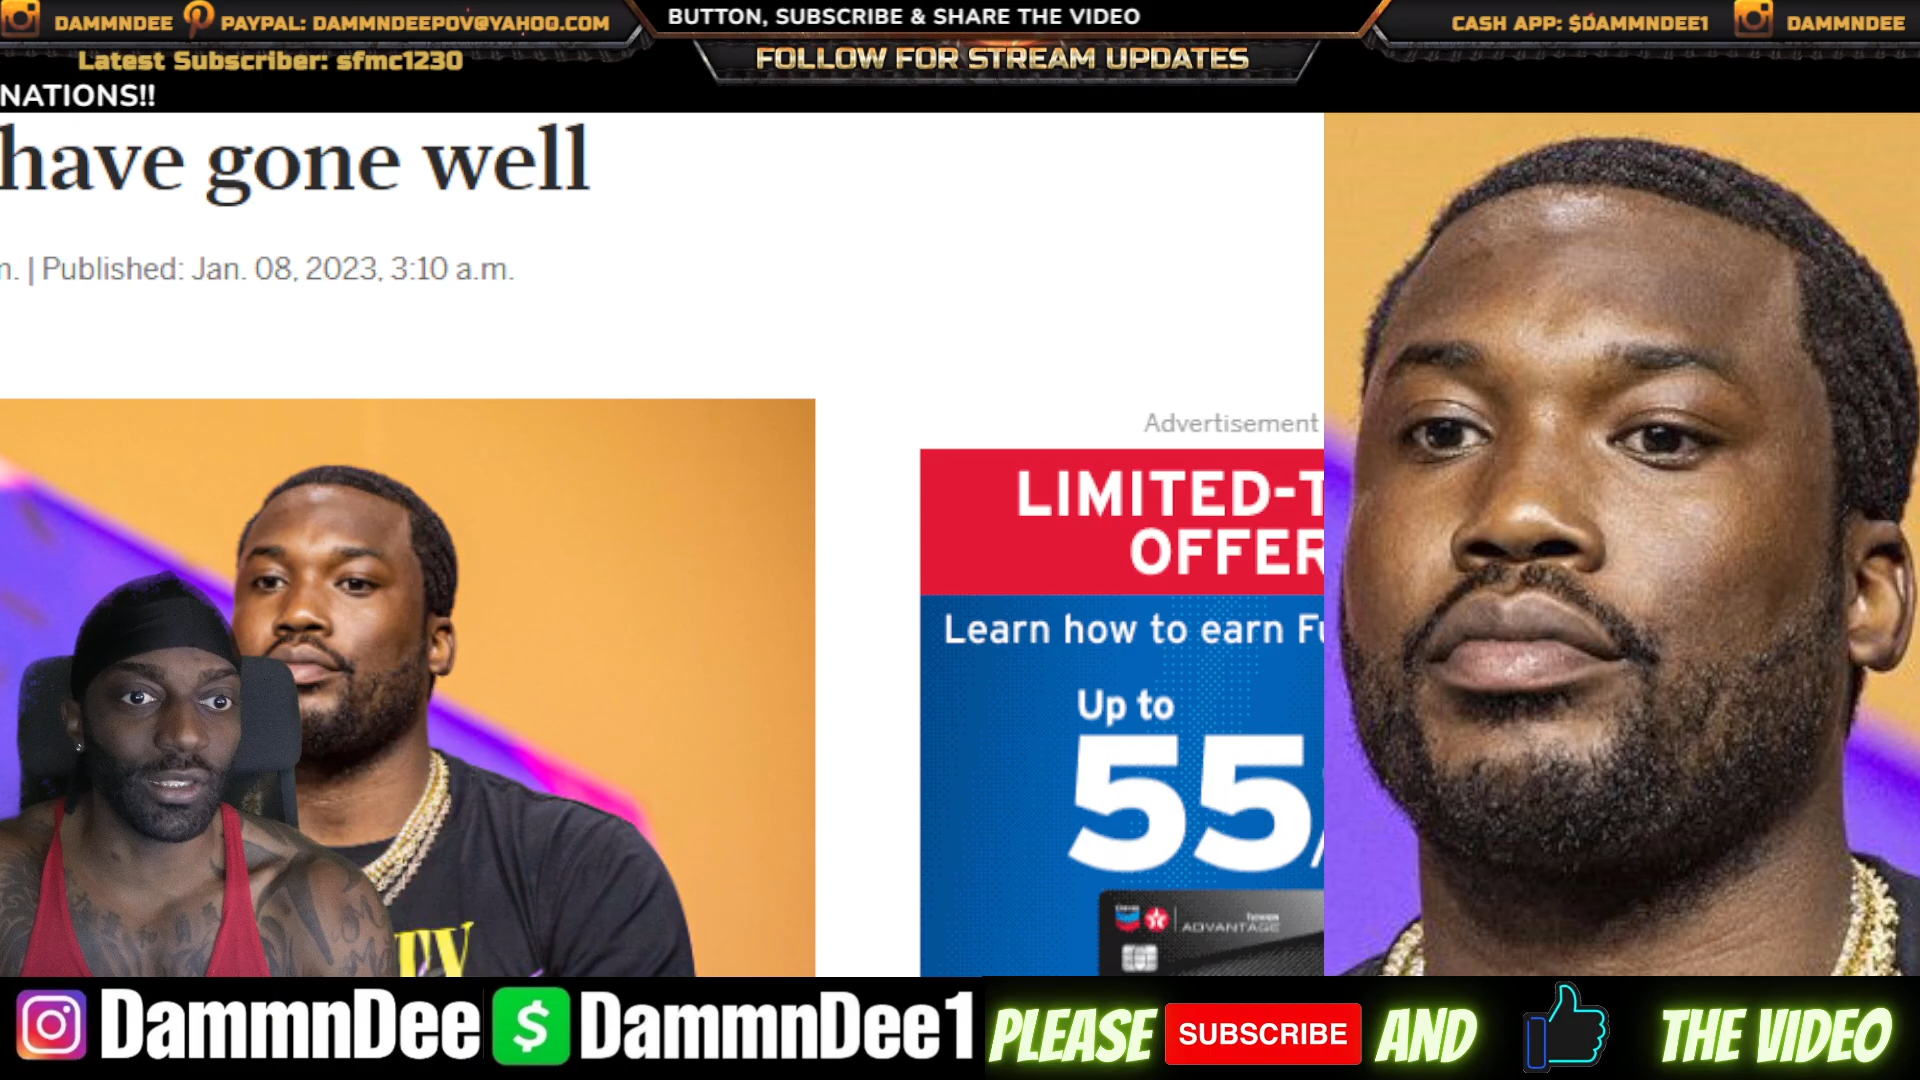 DAMMNDEE
PAYPAL: DAMMNDEEPOV@YAHOO.COM
BUTTON, SUBSCRIBE & SHARE THE VIDEO
CASH APP: $DAMMNDEE1
DAMMNDEE
Latest Subscriber: sfmc1230
FOLLOW FOR STREAM UPDATES
NATIONS!!
have gone well
m. | Published: Jan. 08, 2023, 3:10 a.m.
Advertisement
LIMITED-T
OFFER
Learn how to earn Fu
Up to
55
ADVANTAGE
DammnDee
$
DammnDee1
PLEASE
SUBSCRIBE
AND
THE VIDEO